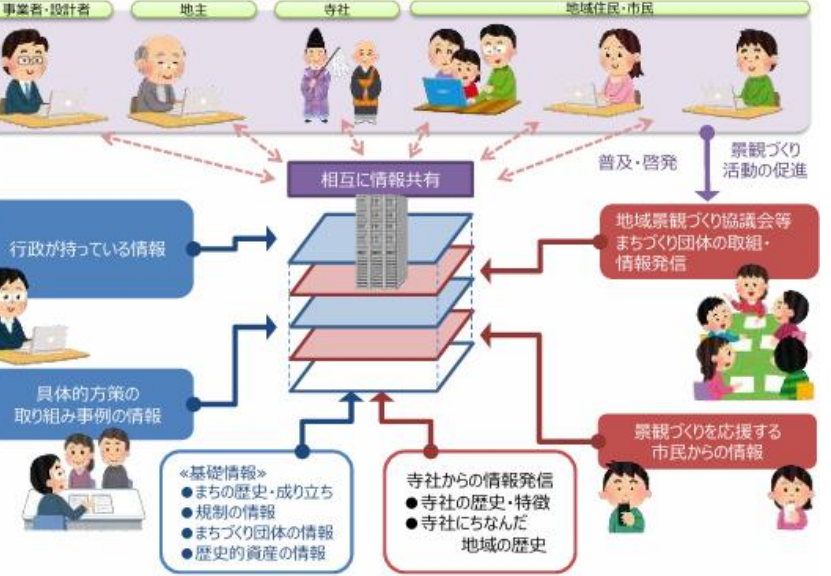 事業者・設計者
地主
寺社
地域住民・市民
相互に情報共有
普及・啓発
景観づくり
活動の促進
行政が持っている情報
地域景観づくり協議会等
まちづくり団体の取組・
情報発信
具体的方策の
取り組み事例の情報
景観づくりを応援する
市民からの情報
≪基礎情報≫
●まちの歴史・成り立ち
●規制の情報
●まちづくり団体の情報
●歴史的資産の情報
寺社からの情報発信
●寺社の歴史・特徴
●寺社にちなんだ
地域の歴史